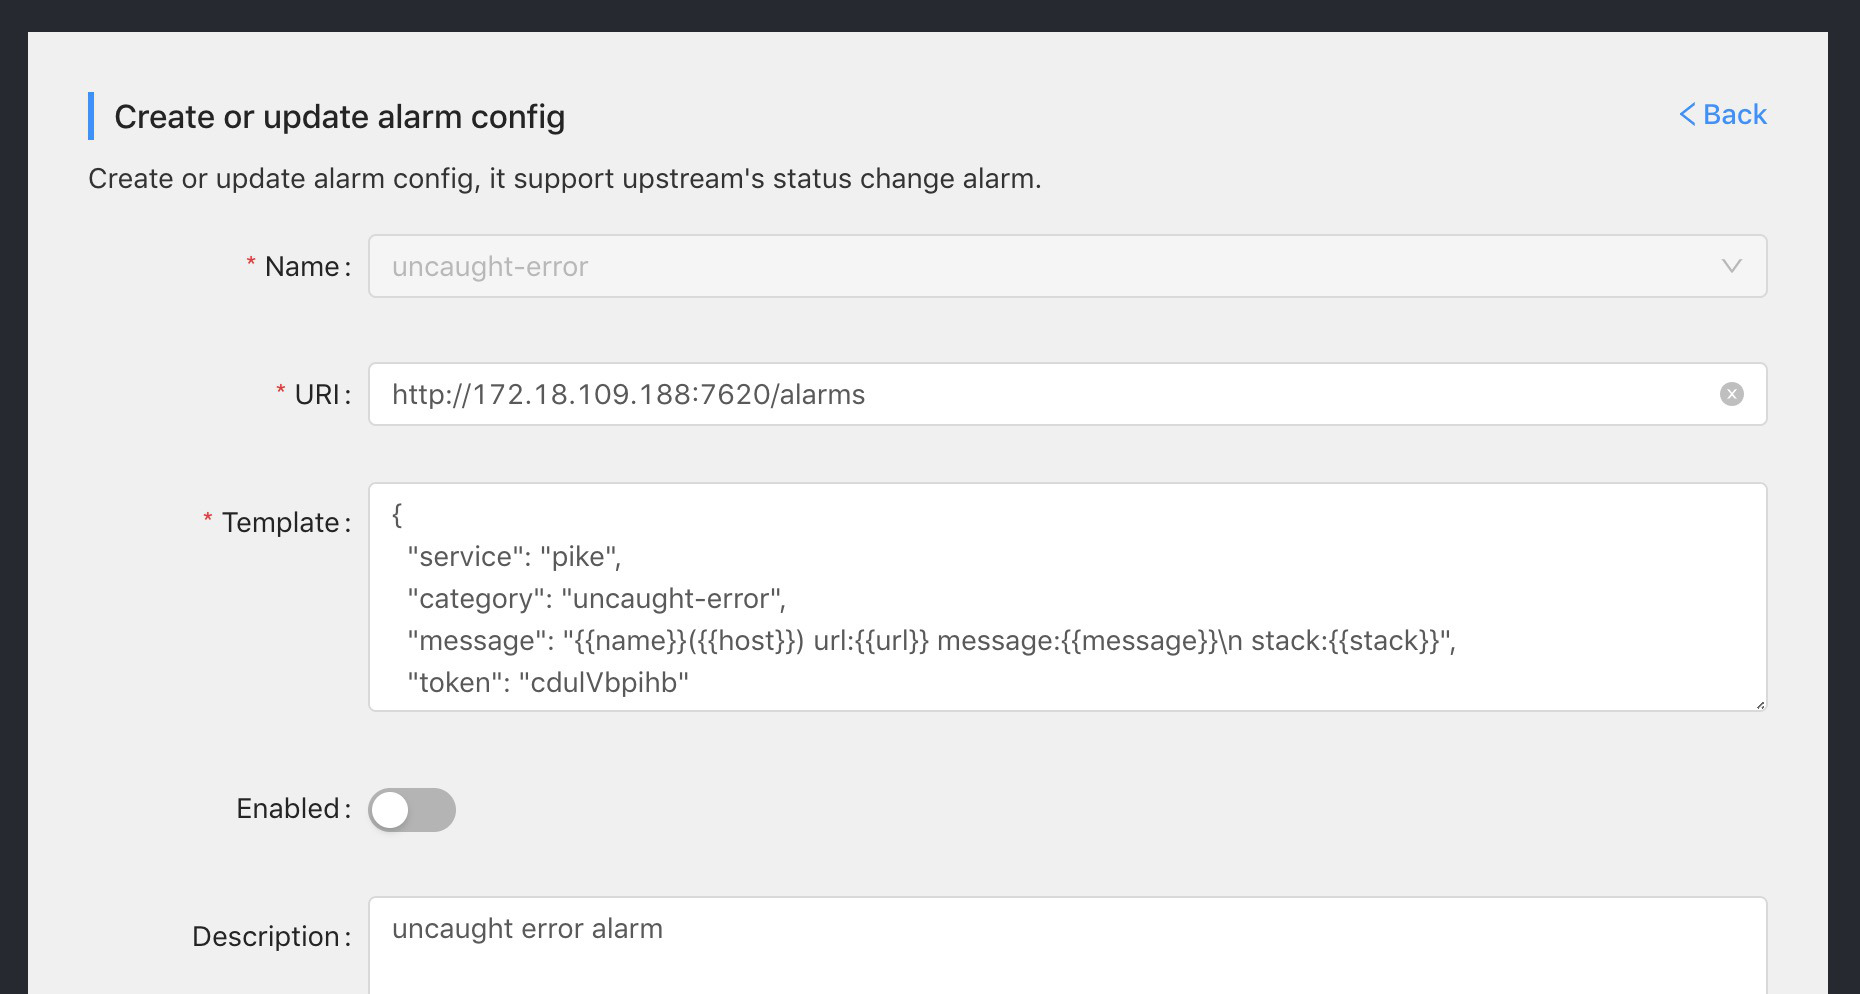 Create or update alarm config
< Back
Create or update alarm config, it support upstream's status change alarm.
* Name: uncaught-error
* URI: http://172.18.109.188:7620/alarms
* Template: {
"service": "pike",
"category": "uncaught-error",
"message": "{{name}}({{host}}) url:{{url}} message:{{message}}\n stack:{{stack}}",
"token": "cdulVbpihb"
Enabled:
Description: uncaught error alarm